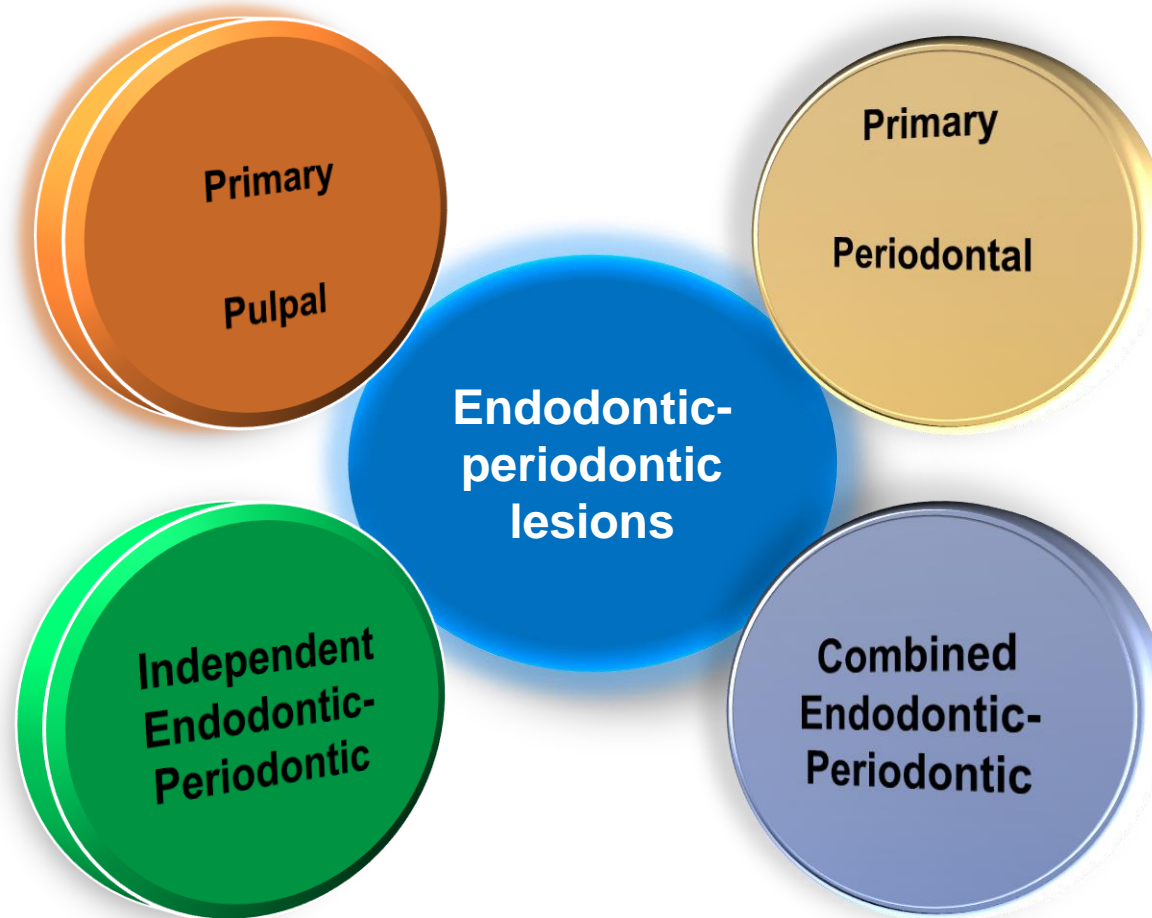 Primary
Pulpal
Primary
Periodontal
Endodontic-
periodontic
lesions
Independent
Endodontic-
Periodontic
Combined
Endodontic-
Periodontic